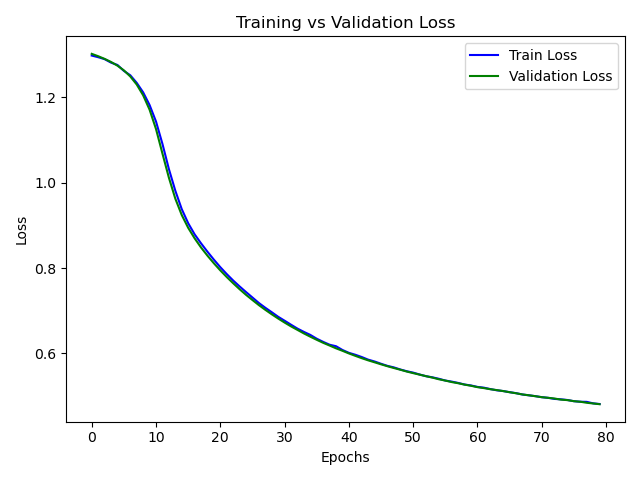 Training vs Validation Loss
Train Loss
Validation Loss
Loss
1.2
1.0
0.8
0.6
0 10 20 30 40 50 60 70 80
Epochs